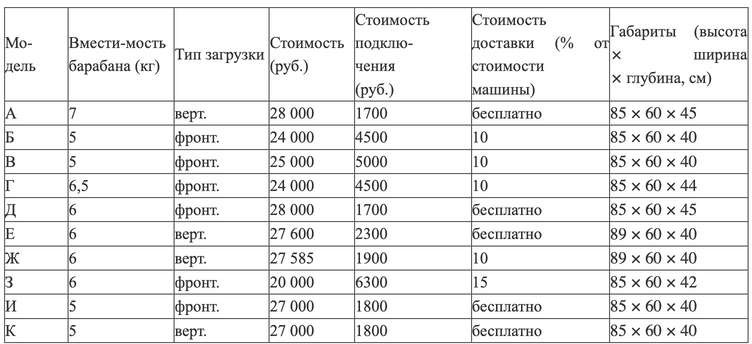 Мо-дель Вмести-мость барабана (кг) Тип загрузки Стоимость (руб.) Стоимость подклю-чения (руб.) Стоимость доставки (% от стоимости машины) Габариты (высота × ширина × глубина, см)
А 7 верт. 28 000 1700 бесплатно 85 × 60 × 45
Б 5 фронт. 24 000 4500 10 85 × 60 × 40
В 5 фронт. 25 000 5000 10 85 × 60 × 40
Г 6,5 фронт. 24 000 4500 10 85 × 60 × 44
Д 6 фронт. 28 000 1700 бесплатно 85 × 60 × 45
Е 6 верт. 27 600 2300 бесплатно 89 × 60 × 40
Ж 6 верт. 27 585 1900 10 89 × 60 × 40
З 6 фронт. 20 000 6300 15 85 × 60 × 42
И 5 фронт. 27 000 1800 бесплатно 85 × 60 × 40
К 5 верт. 27 000 1800 бесплатно 85 × 60 × 40